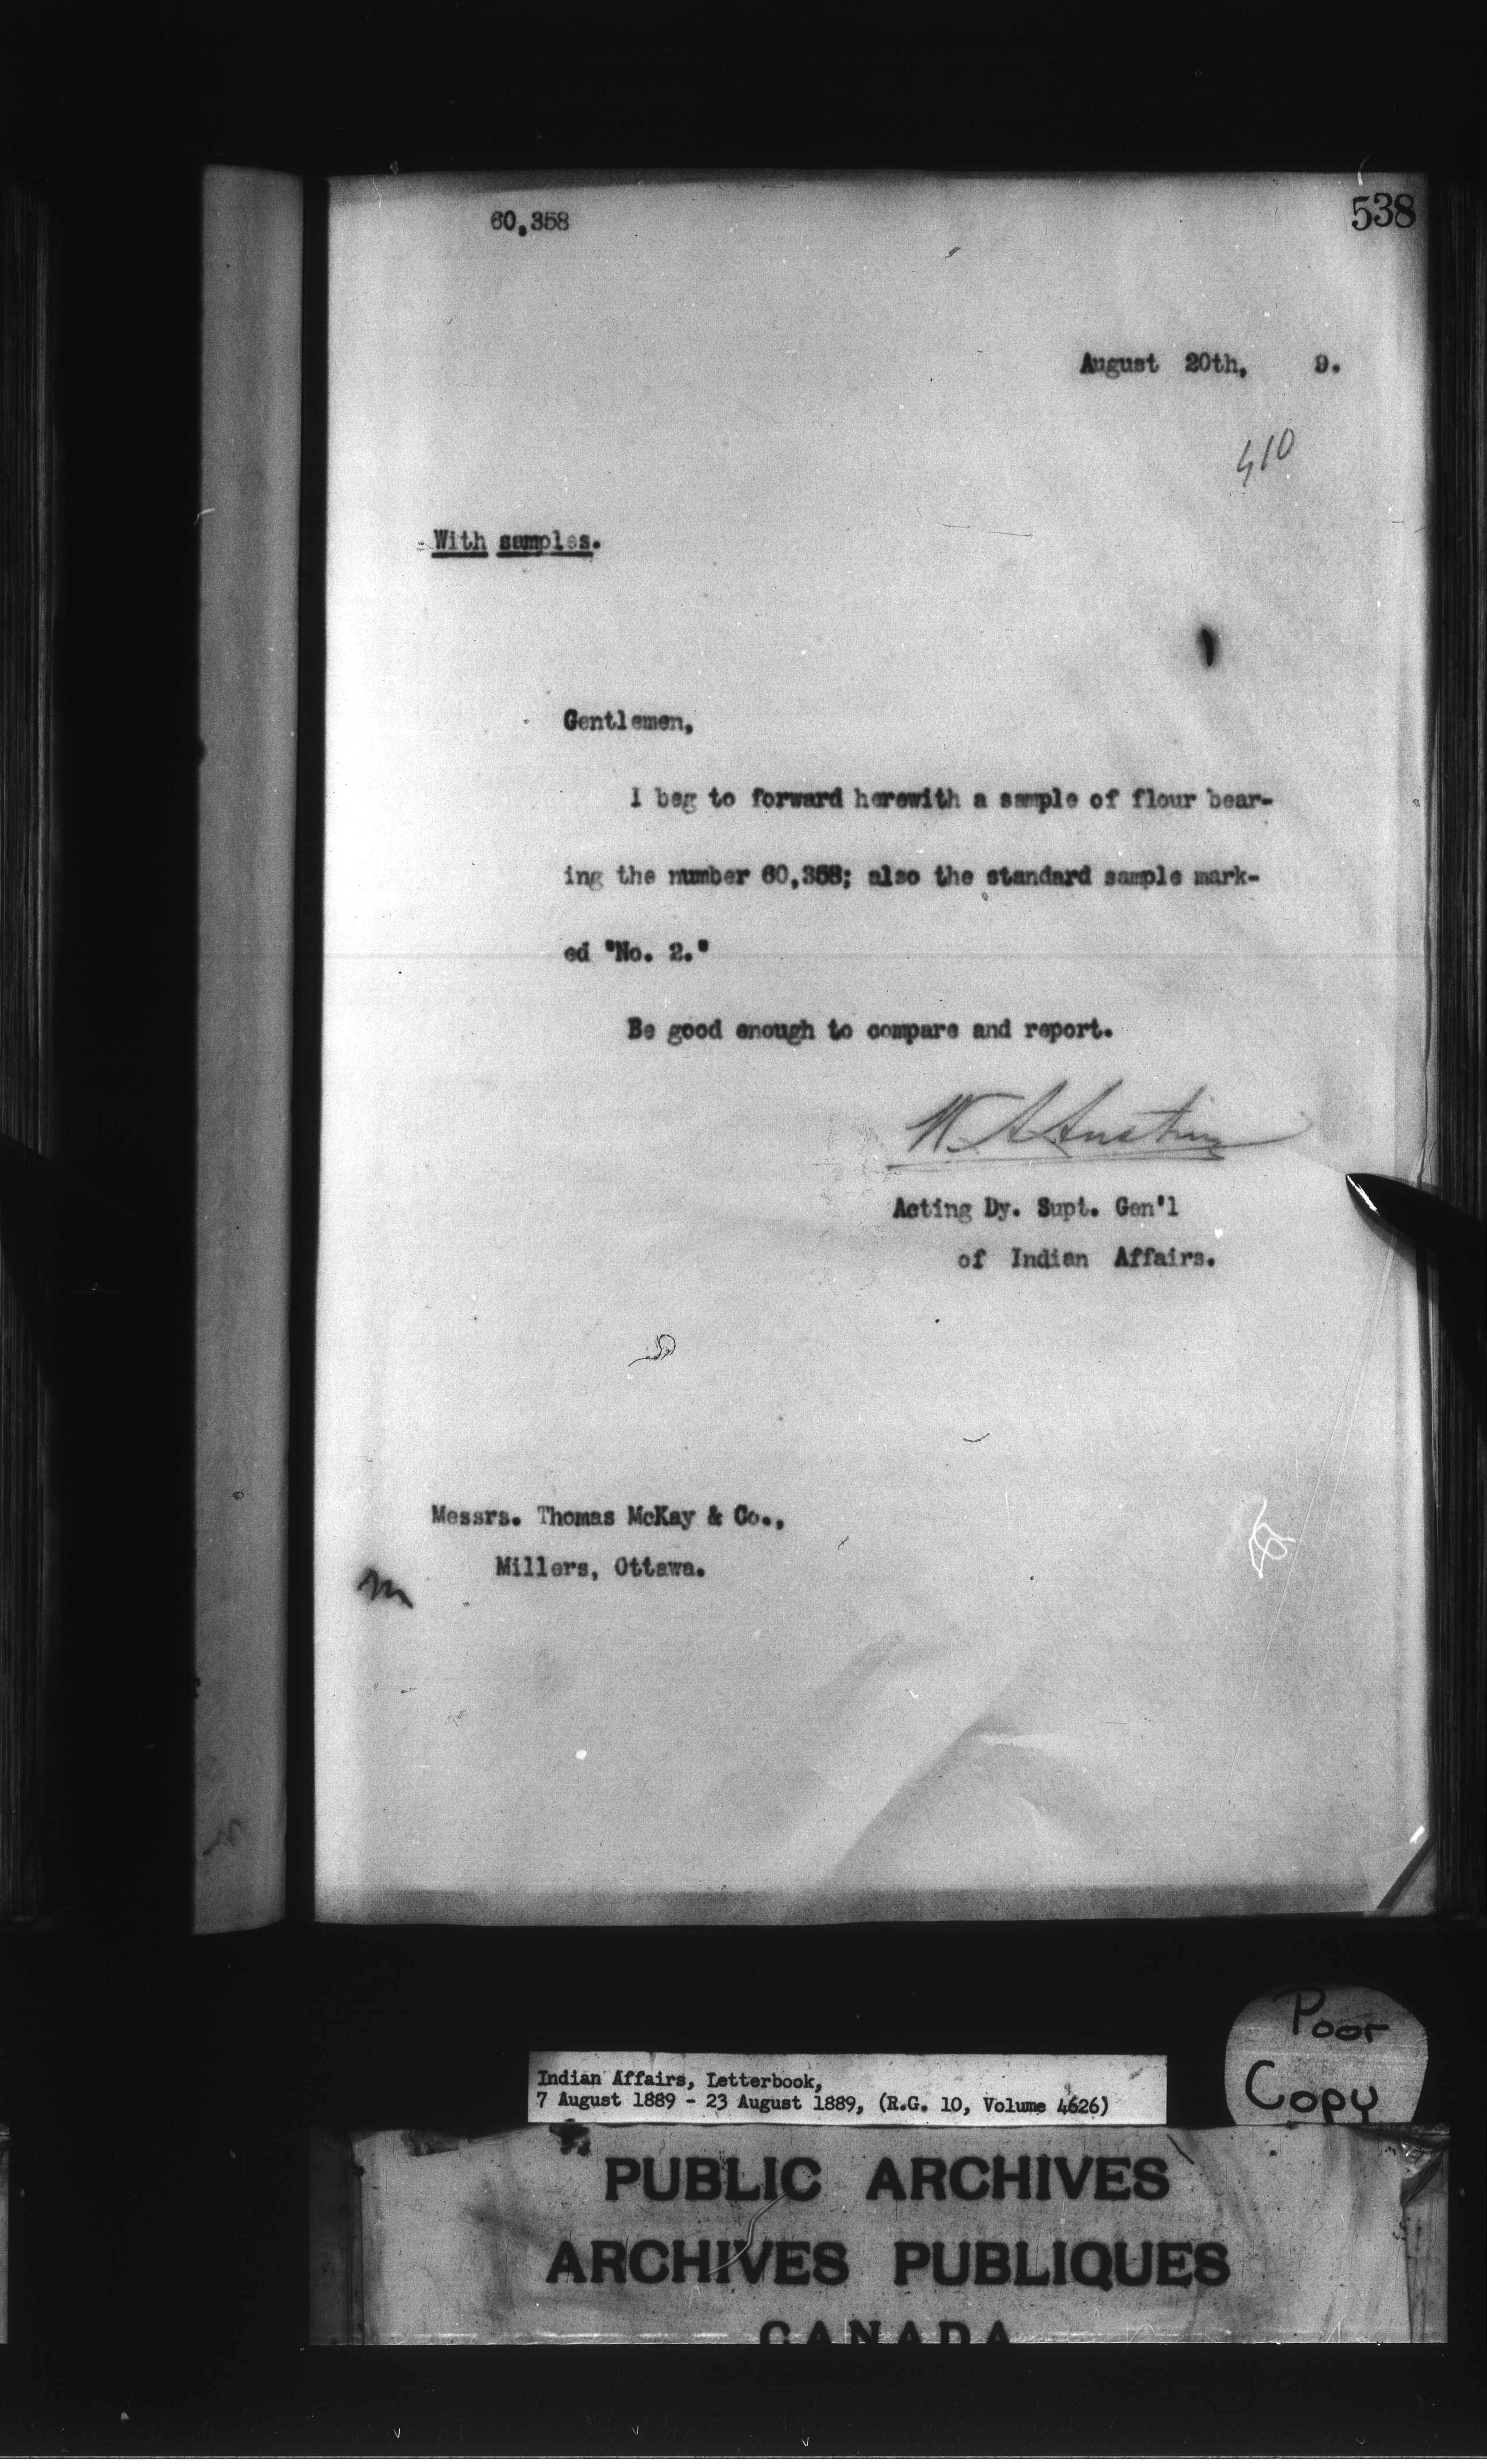 60,358
538
August 20th, 9.
410
With samples.
Gentlemen,
I beg to forward herewith a sample of flour bear-
ing the number 60,358; also the standard sample mark-
ed "No. 2."
Be good enough to compare and report.
W. A. Austin
Acting Dy. Supt. Gen'l
of Indian Affairs.
Messrs. Thomas McKay & Co.,
Millers, Ottawa.
Poor
Copy
Indian Affairs, Letterbook,
7 August 1889 - 23 August 1889, (R.G. 10, Volume 4626)
PUBLIC ARCHIVES
ARCHIVES PUBLIQUES
CANADA